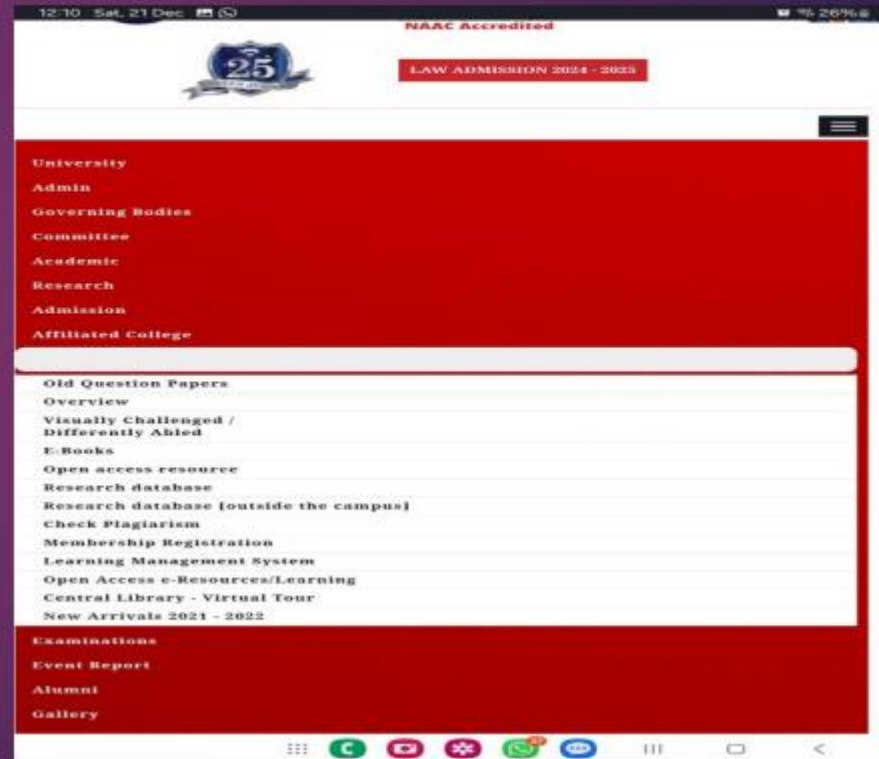 12:10 Sat, 21 Dec
26%
NAAC Accredited
25
LAW ADMISSION 2024 - 2025
University
Admin
Governing Bodies
Committee
Academic
Research
Admission
Affiliated College
Old Question Papers
Overview
Visually Challenged /
Differently Abled
E-Books
Open access resource
Research database
Research database [outside the campus]
Check Plagiarism
Membership Registration
Learning Management System
Open Access e-Resources/Learning
Central Library - Virtual Tour
New Arrivals 2021 - 2022
Examinations
Event Report
Alumni
Gallery